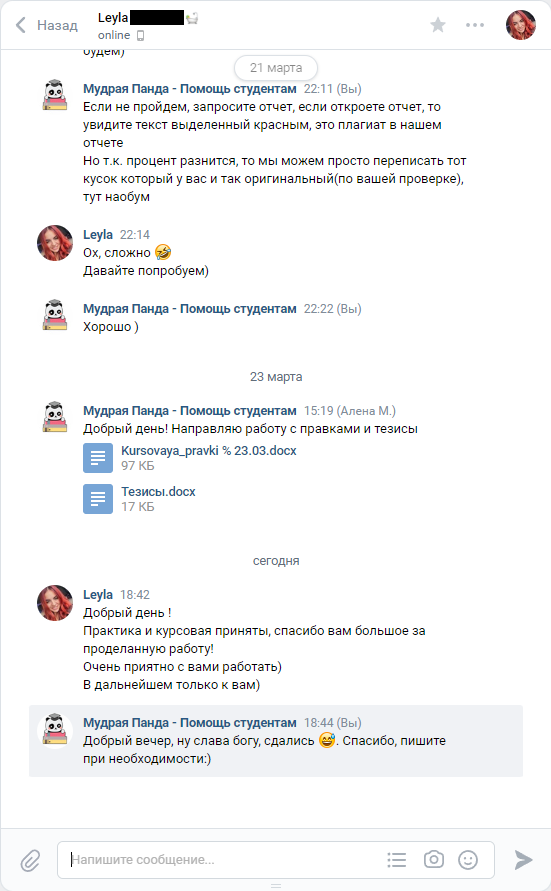 Назад
Leyla
online
будем)
21 марта
Мудрая Панда - Помощь студентам 22:11 (Вы)
Если не пройдем, запросите отчет, если откроете отчет, то
увидите текст выделенный красным, это плагиат в нашем
отчете
Но т.к. процент разнится, то мы можем просто переписать тот
кусок который у вас и так оригинальный(по вашей проверке),
тут наобум
Leyla 22:14
Ох, сложно 🤣
Давайте попробуем)
Мудрая Панда - Помощь студентам 22:22 (Вы)
Хорошо )
23 марта
Мудрая Панда - Помощь студентам 15:19 (Алена М.)
Добрый день! Направляю работу с правками и тезисы
Kursovaya_pravki % 23.03.docx
97 КБ
Тезисы.docx
17 КБ
сегодня
Leyla 18:42
Добрый день !
Практика и курсовая приняты, спасибо вам большое за
проделанную работу!
Очень приятно с вами работать)
В дальнейшем только к вам)
Мудрая Панда - Помощь студентам 18:44 (Вы)
Добрый вечер, ну слава богу, сдались 😅. Спасибо, пишите
при необходимости:)
Напишите сообщение...